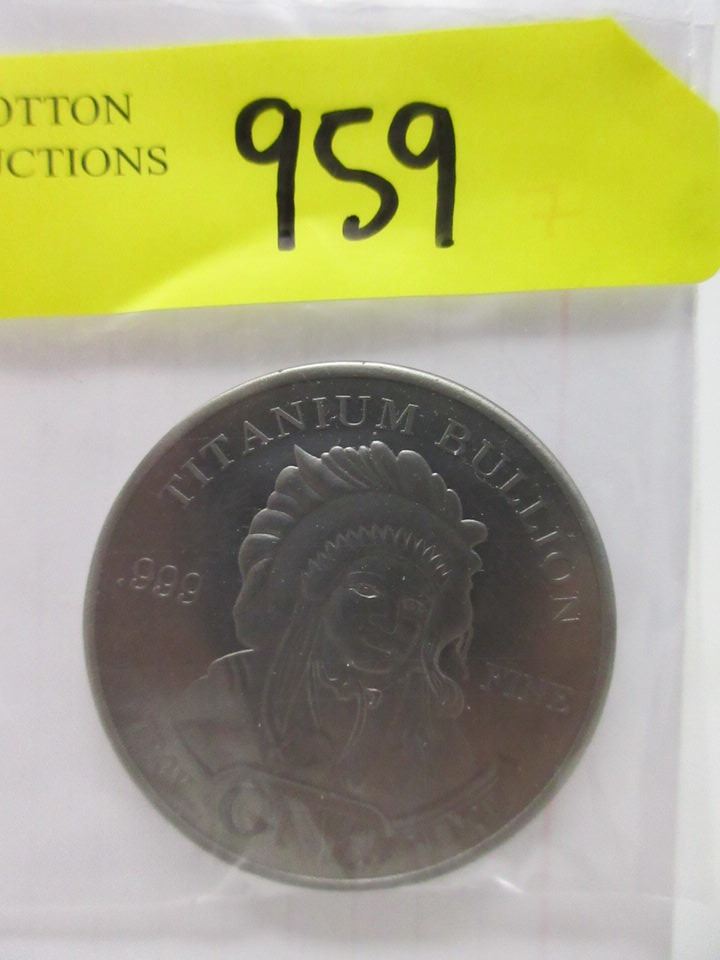 OTTON
UCTIONS
959
TITANIUM BULLION
.999
FINE